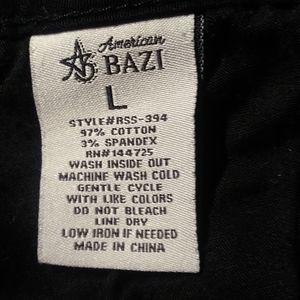 American
BAZI
L
STYLE#RSS-394
97% COTTON
3% SPANDEX
RN#144725
WASH INSIDE OUT
MACHINE WASH COLD
GENTLE CYCLE
WITH LIKE COLORS
DO NOT BLEACH
LINE DRY
LOW IRON IF NEEDED
MADE IN CHINA